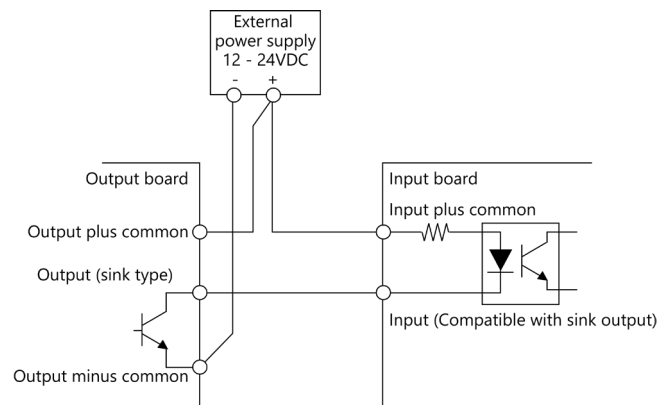 External
power supply
12 - 24VDC
- +
Output board
Input board
Output plus common
Input plus common
Output (sink type)
Input (Compatible with sink output)
Output minus common